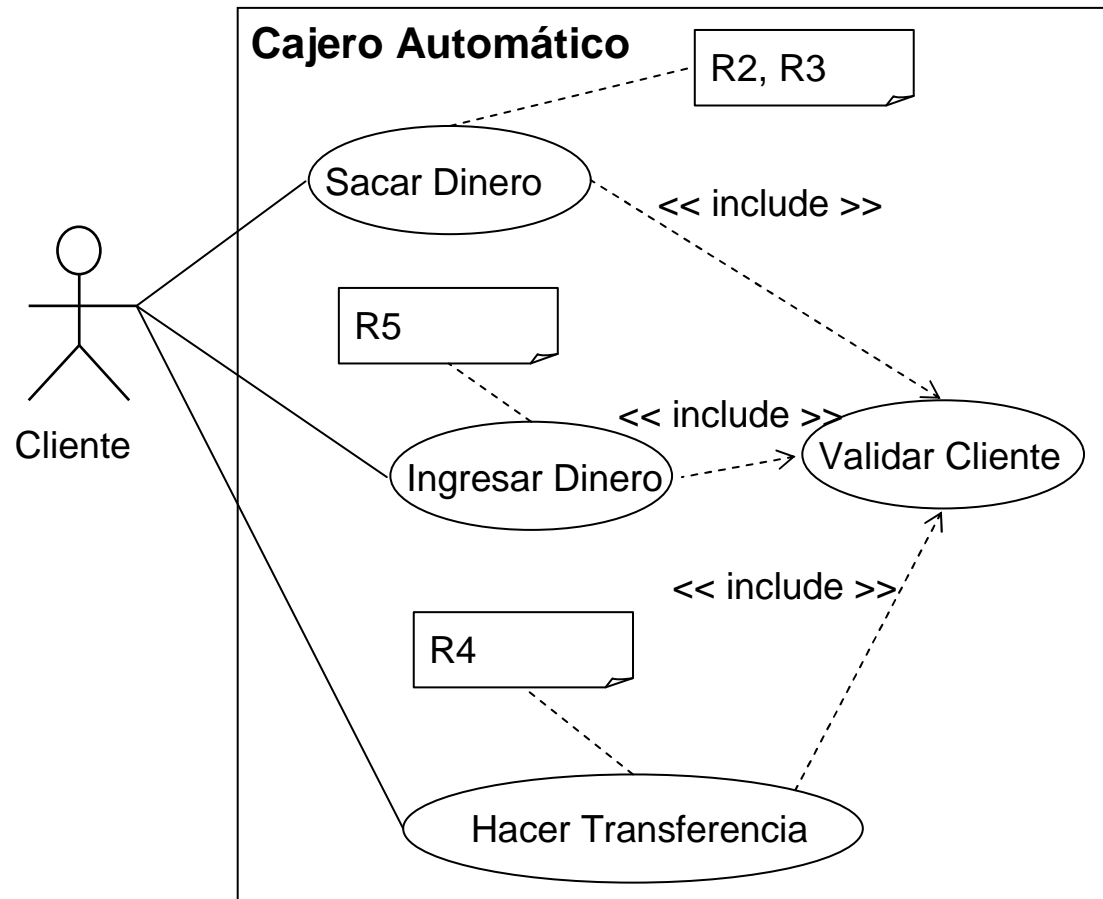 Cajero Automático
R2, R3
Sacar Dinero
<< include >>
R5
<< include >>
Cliente
Ingresar Dinero
Validar Cliente
<< include >>
R4
Hacer Transferencia